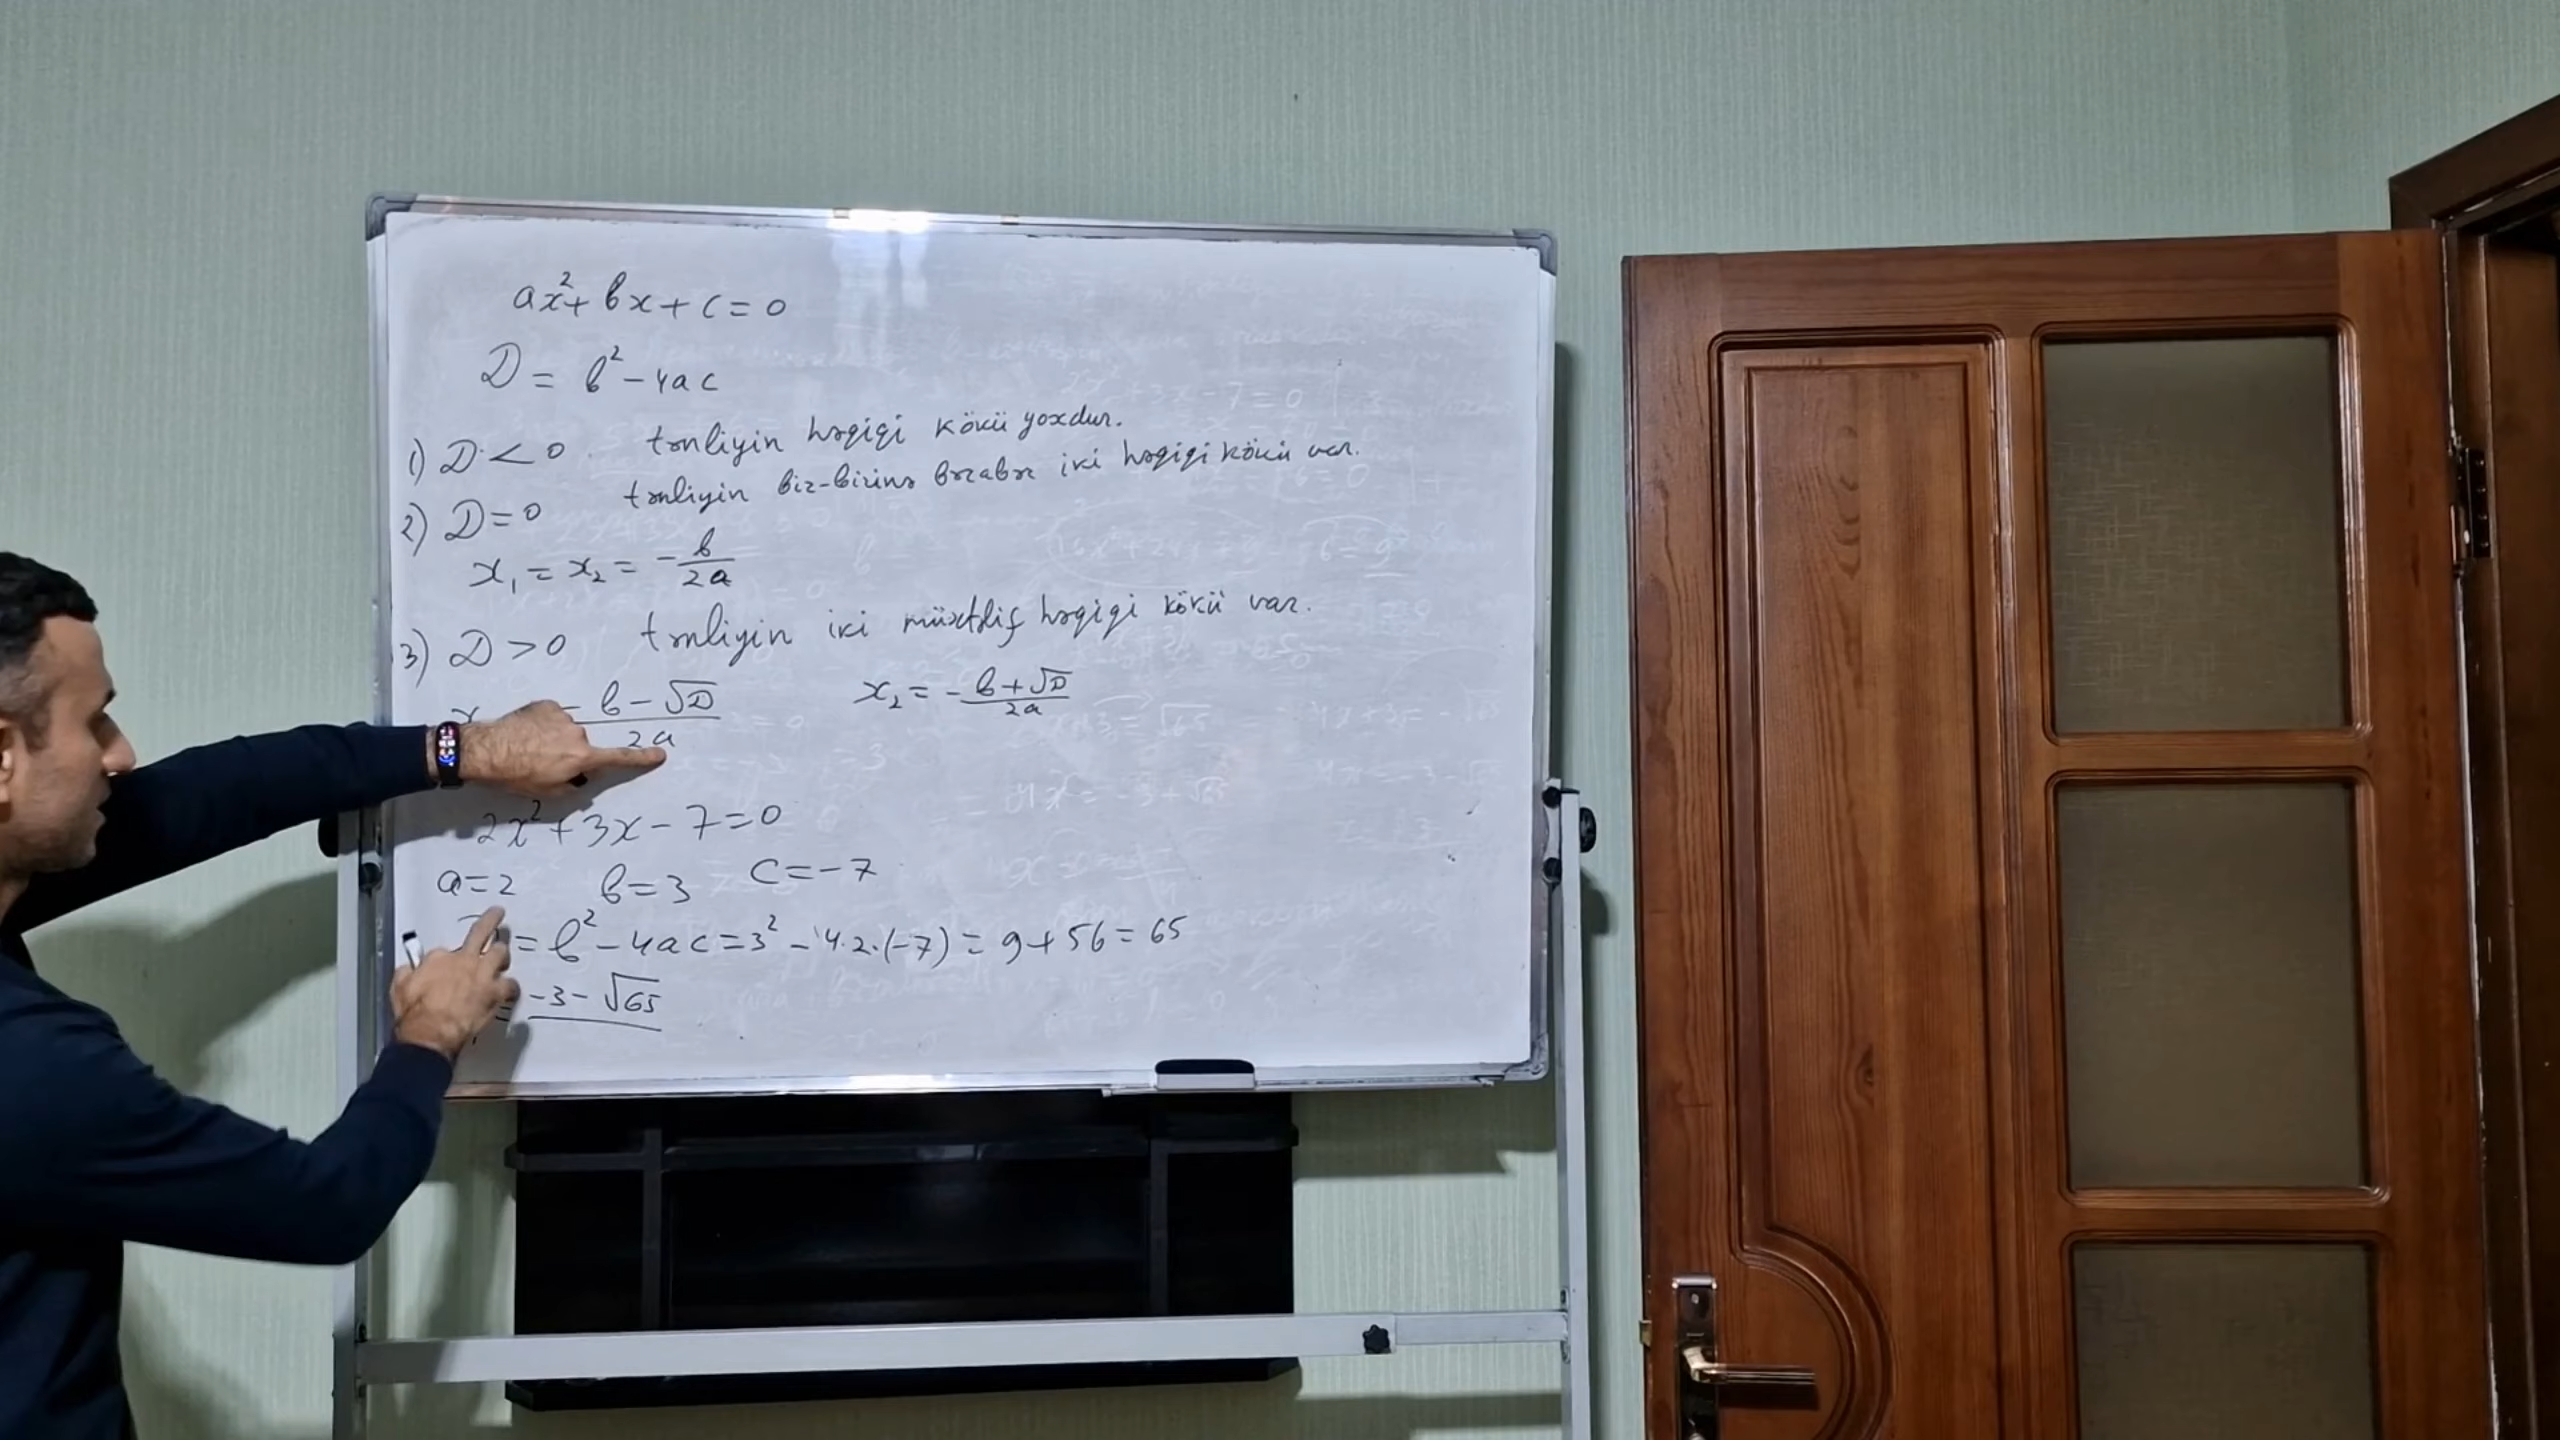 ax²+bx+c=0
D=b²-4ac
1) D<0 tənliyin həqiqi kökü yoxdur.
2) D=0 tənliyin bir-birinə bərabər iki həqiqi kökü var.
x₁=x₂=-b/2a
3) D>0 tənliyin iki müxtəlif həqiqi kökü var.
x -b-√D/2a x₂=-b+√D/2a
2x²+3x-7=0
a=2 b=3 c=-7
=b²-4ac=3²-4·2·(-7)=9+56=65
=-3-√65